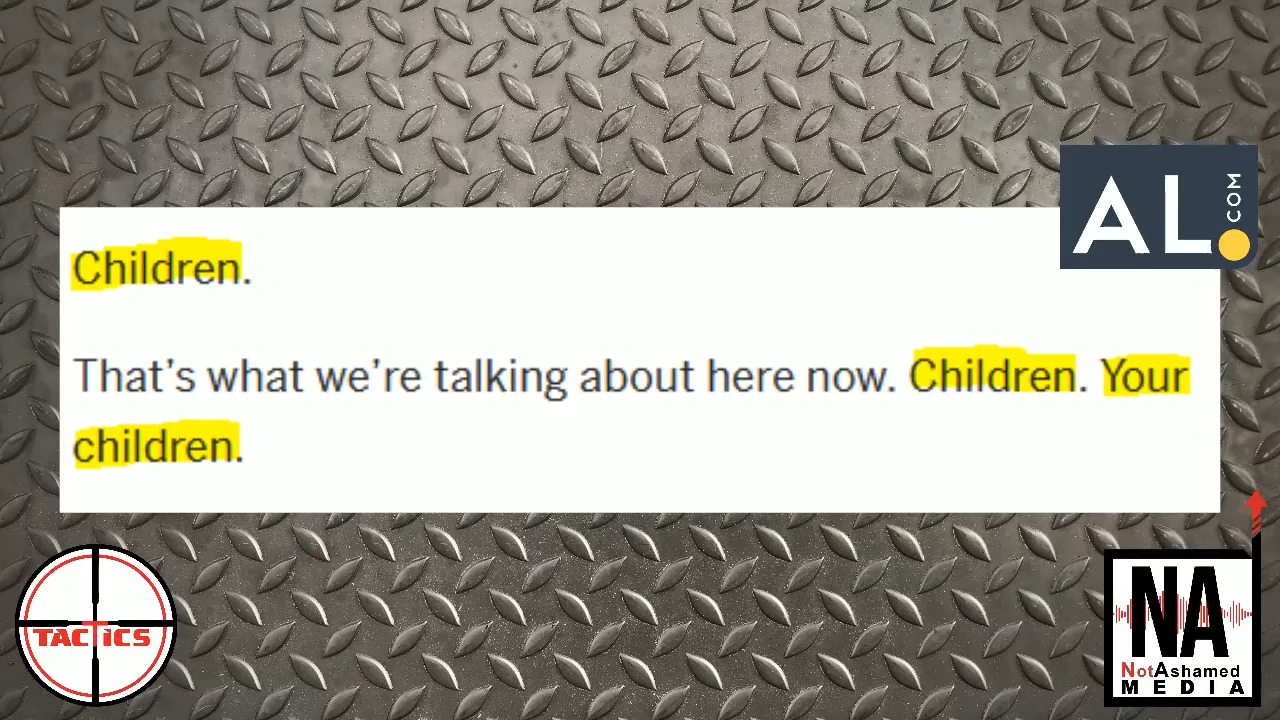 AL.COM
Children.
That's what we're talking about here now. Children. Your
children.
TACTICS
NA
NotAshamed
MEDIA